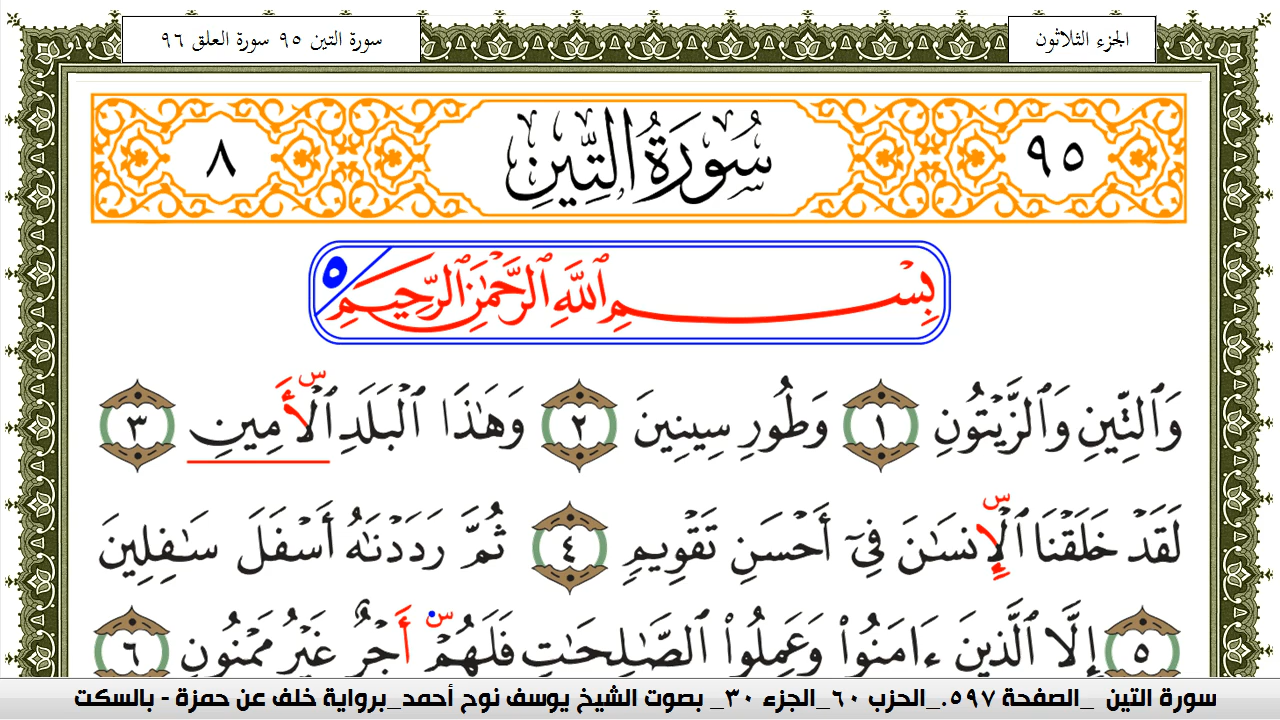 الجزء الثلاثون
سورة التين ٩٥ سورة العلق ٩٦
٩٥ سُورَةُ التِّينِ ٨
بِسْمِ ٱللَّهِ ٱلرَّحْمَٰنِ ٱلرَّحِيمِ ٥
وَٱلتِّينِ وَٱلزَّيْتُونِ ١ وَطُورِ سِينِينَ ٢ وَهَٰذَا ٱلْبَلَدِ ٱلْأَمِينِ ٣
لَقَدْ خَلَقْنَا ٱلْإِنسَٰنَ فِىٓ أَحْسَنِ تَقْوِيمٍ ٤ ثُمَّ رَدَدْنَٰهُ أَسْفَلَ سَٰفِلِينَ
٥ إِلَّا ٱلَّذِينَ ءَامَنُوا۟ وَعَمِلُوا۟ ٱلصَّٰلِحَٰتِ فَلَهُمْ أَجْرٌ غَيْرُ مَمْنُونٍ ٦
سورة التين _الصفحة ٥٩٧._الحزب ٦٠_الجزء ٣٠_ بصوت الشيخ يوسف نوح أحمد_برواية خلف عن حمزة - بالسكت